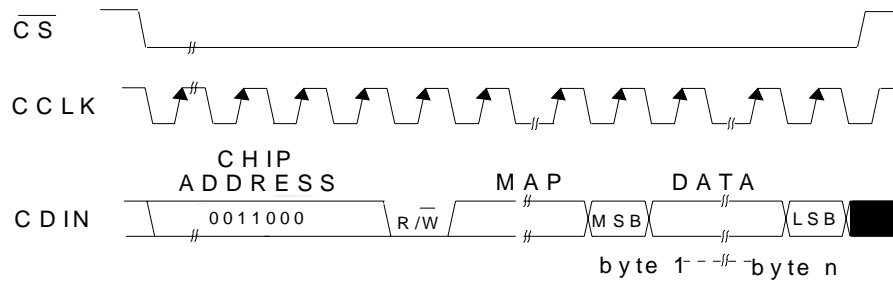 CS
CCLK
CHIP
ADDRESS MAP DATA
CDIN 0011000 R/W MSB LSB
byte 1 byte n